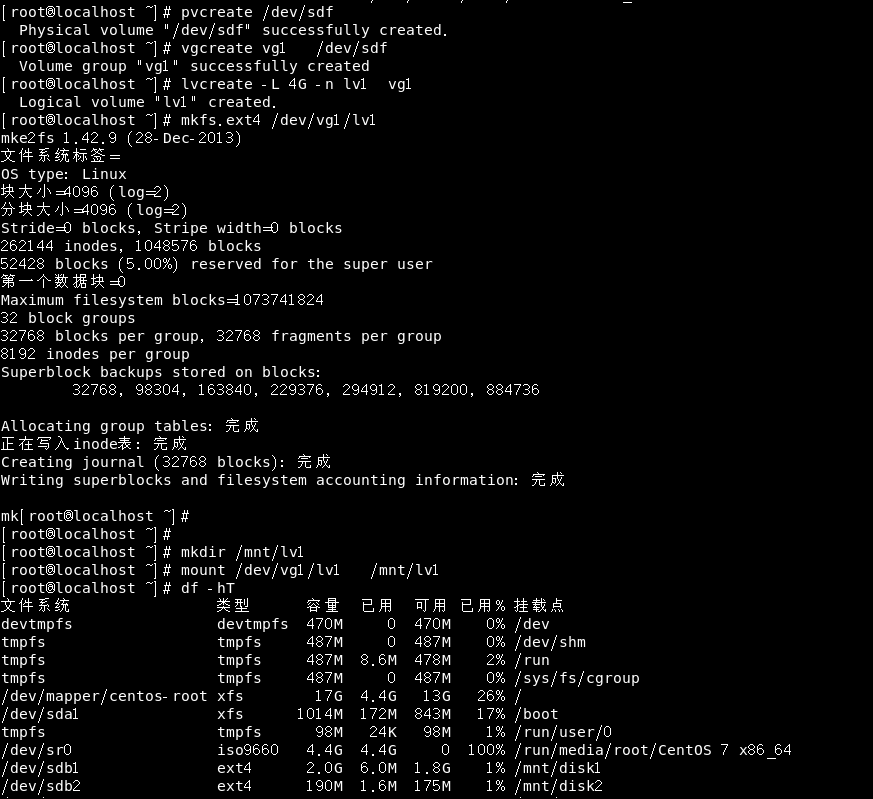 [root@localhost ~]# pvcreate /dev/sdf
  Physical volume "/dev/sdf" successfully created.
[root@localhost ~]# vgcreate vg1   /dev/sdf
  Volume group "vg1" successfully created
[root@localhost ~]# lvcreate -L 4G -n lv1  vg1
  Logical volume "lv1" created.
[root@localhost ~]# mkfs.ext4 /dev/vg1/lv1
mke2fs 1.42.9 (28-Dec-2013)
文件系统标签=
OS type: Linux
块大小=4096 (log=2)
分块大小=4096 (log=2)
Stride=0 blocks, Stripe width=0 blocks
262144 inodes, 1048576 blocks
52428 blocks (5.00%) reserved for the super user
第一个数据块=0
Maximum filesystem blocks=1073741824
32 block groups
32768 blocks per group, 32768 fragments per group
8192 inodes per group
Superblock backups stored on blocks:
        32768, 98304, 163840, 229376, 294912, 819200, 884736

Allocating group tables: 完成
正在写入inode表: 完成
Creating journal (32768 blocks): 完成
Writing superblocks and filesystem accounting information: 完成

mk[root@localhost ~]#
[root@localhost ~]#
[root@localhost ~]# mkdir /mnt/lv1
[root@localhost ~]# mount /dev/vg1/lv1   /mnt/lv1
[root@localhost ~]# df -hT
文件系统                类型      容量  已用  可用 已用% 挂载点
devtmpfs                devtmpfs  470M     0  470M    0% /dev
tmpfs                   tmpfs     487M     0  487M    0% /dev/shm
tmpfs                   tmpfs     487M  8.6M  478M    2% /run
tmpfs                   tmpfs     487M     0  487M    0% /sys/fs/cgroup
/dev/mapper/centos-root xfs        17G  4.4G   13G   26% /
/dev/sda1               xfs      1014M  172M  843M   17% /boot
tmpfs                   tmpfs      98M   24K   98M    1% /run/user/0
/dev/sr0                iso9660   4.4G  4.4G     0  100% /run/media/root/CentOS 7 x86_64
/dev/sdb1               ext4      2.0G  6.0M  1.8G    1% /mnt/disk1
/dev/sdb2               ext4      190M  1.6M  175M    1% /mnt/disk2